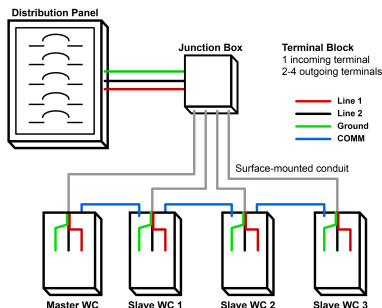 Distribution Panel
Junction Box
Terminal Block
1 incoming terminal
2-4 outgoing terminals
Line 1
Line 2
Ground
COMM
Surface-mounted conduit
Master WC
Slave WC 1
Slave WC 2
Slave WC 3